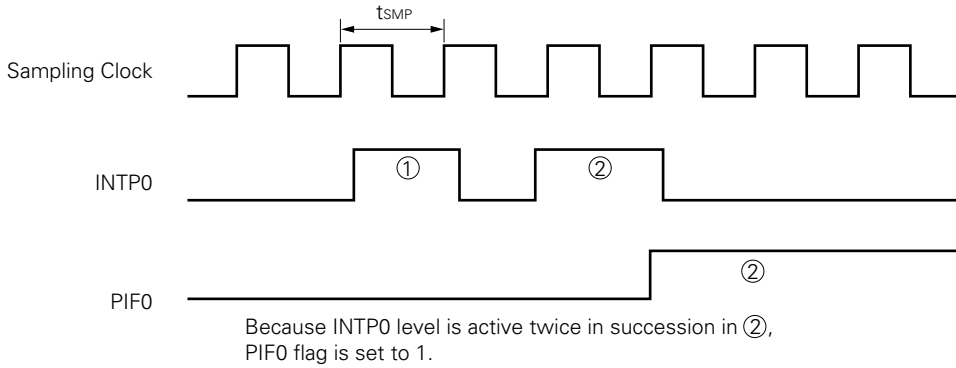 tSMP
Sampling Clock
INTP0
①
②
PIF0
②
Because INTP0 level is active twice in succession in ②,
PIF0 flag is set to 1.